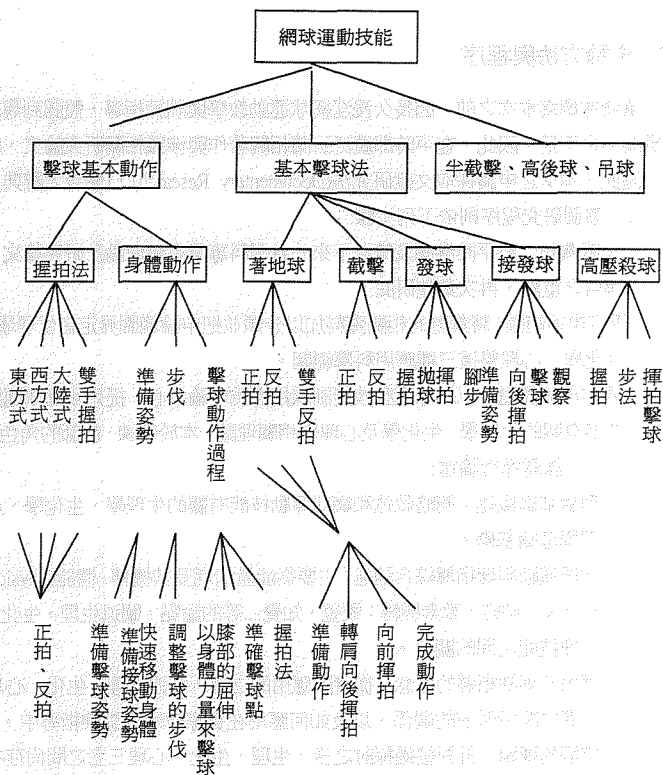 網球運動技能
擊球基本動作
基本擊球法
半截擊、高後球、吊球
握拍法
身體動作
著地球
截擊
發球
接發球
高壓殺球
東方式
西方式
大陸式
雙手握拍
準備姿勢
步伐
擊球動作過程
正拍
反拍
雙手反拍
正拍
反拍
握拍
拋球
揮拍
腳步
準備姿勢
向後揮拍
擊球
觀察
握拍
步法
揮拍擊球
正拍、反拍
準備擊球姿勢
準備接球姿勢
快速移動身體
調整擊球的步伐
以身體力量來擊球
膝部的屈伸
準確擊球點
握拍法
準備動作
轉肩向後揮拍
向前揮拍
完成動作